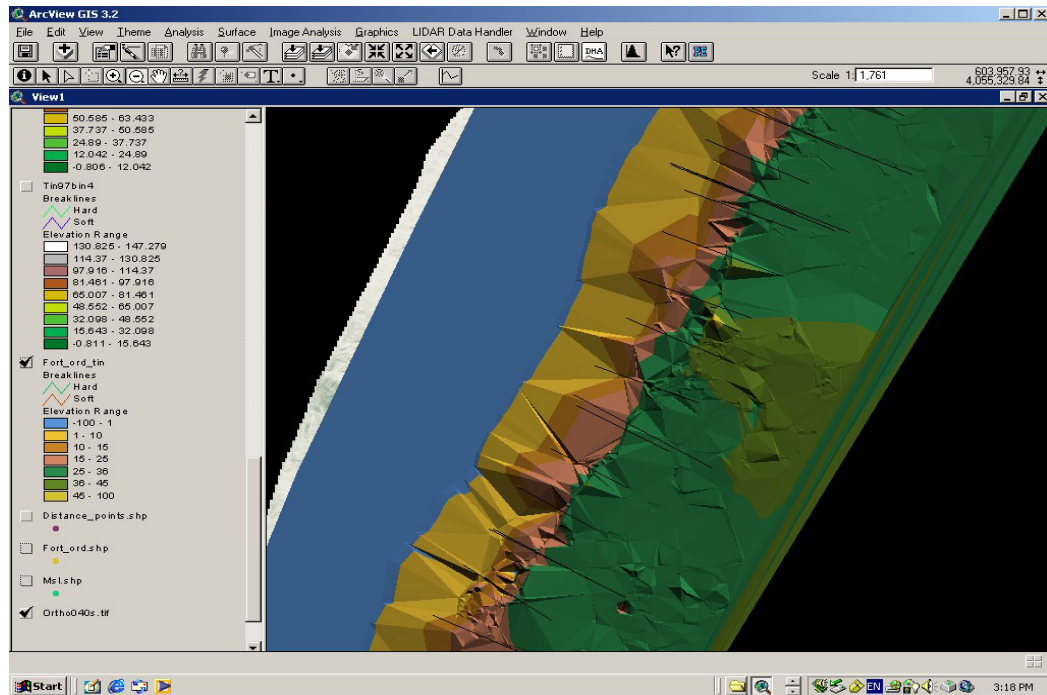 ArcView GIS 3.2
File Edit View Theme Analysis Surface Image Analysis Graphics LIDAR Data Handler Window Help
DHA
Scale 1: 1,761
603,957.93
4,055,329.84
View1
50.585 - 63.433
37.737 - 50.585
24.89 - 37.737
12.042 - 24.89
-0.806 - 12.042
Tin97bin4
Breaklines
Hard
Soft
Elevation Range
130.825 - 147.279
114.37 - 130.825
97.916 - 114.37
81.461 - 97.916
65.007 - 81.461
48.552 - 65.007
32.098 - 48.552
15.643 - 32.098
-0.811 - 15.643
Fort_ord_tin
Breaklines
Hard
Soft
Elevation Range
-100 - 1
1 - 10
10 - 15
15 - 25
25 - 36
36 - 45
45 - 100
Distance_points.shp
Fort_ord.shp
Msl.shp
Ortho040s.tif
Start
EN
3:18 PM